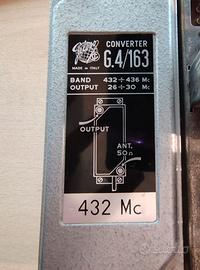 CONVERTER
G.4/163
MADE IN ITALY
BAND 432÷436 Mc
OUTPUT 26÷30 Mc
OUTPUT
ANT.
50Ω
432 Mc